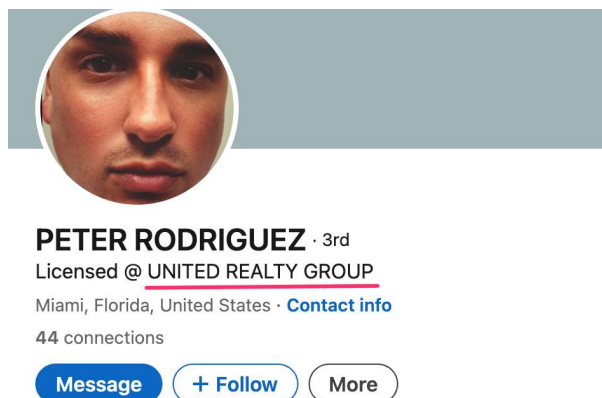 PETER RODRIGUEZ · 3rd
Licensed @ UNITED REALTY GROUP
Miami, Florida, United States · Contact info
44 connections
Message + Follow More